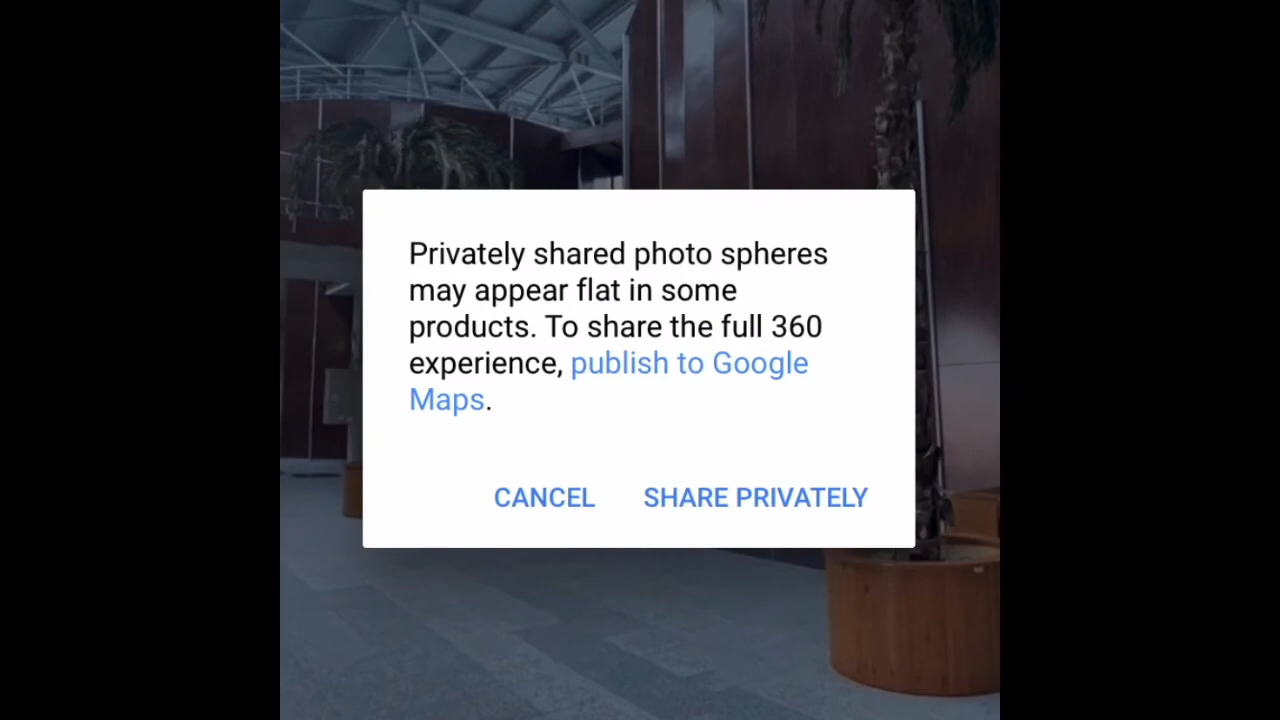 Privately shared photo spheres
may appear flat in some
products. To share the full 360
experience, publish to Google
Maps.
CANCEL SHARE PRIVATELY